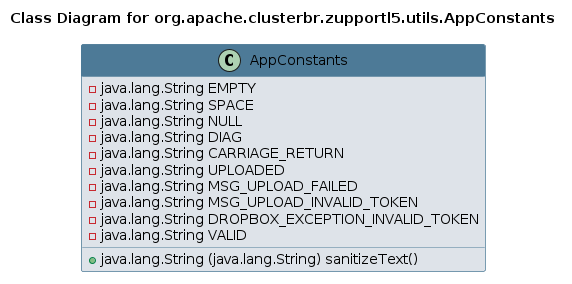 Class Diagram for org.apache.clusterbr.zupportl5.utils.AppConstants
C AppConstants
java.lang.String EMPTY
java.lang.String SPACE
java.lang.String NULL
java.lang.String DIAG
java.lang.String CARRIAGE_RETURN
java.lang.String UPLOADED
java.lang.String MSG_UPLOAD_FAILED
java.lang.String MSG_UPLOAD_INVALID_TOKEN
java.lang.String DROPBOX_EXCEPTION_INVALID_TOKEN
java.lang.String VALID
java.lang.String (java.lang.String) sanitizeText()